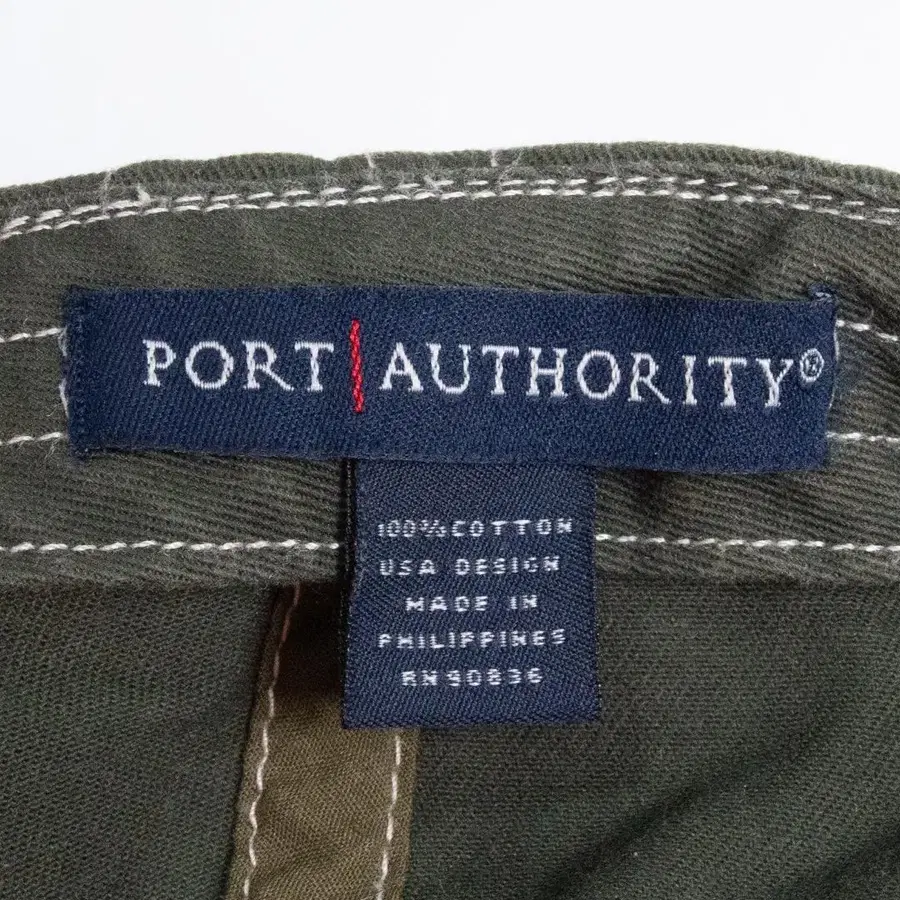 PORT | AUTHORITY®
100% COTTON
USA DESIGN
MADE IN
PHILIPPINES
RN 90836